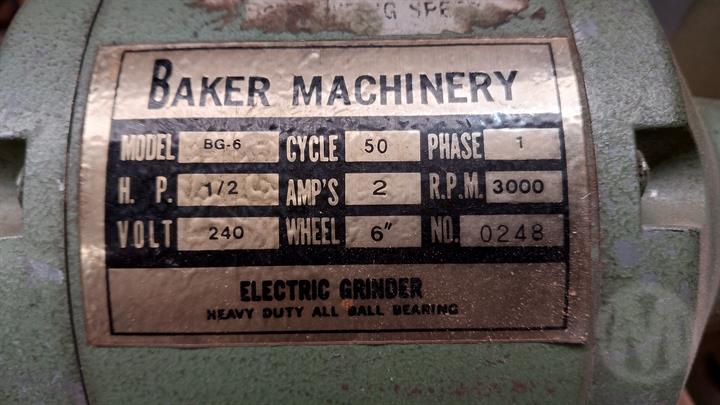 G SPE
BAKER MACHINERY
MODEL BG-6 CYCLE 50 PHASE 1
H. P. 1/2 AMP'S 2 R.P.M. 3000
VOLT 240 WHEEL 6" NO. 0248
ELECTRIC GRINDER
HEAVY DUTY ALL BALL BEARING